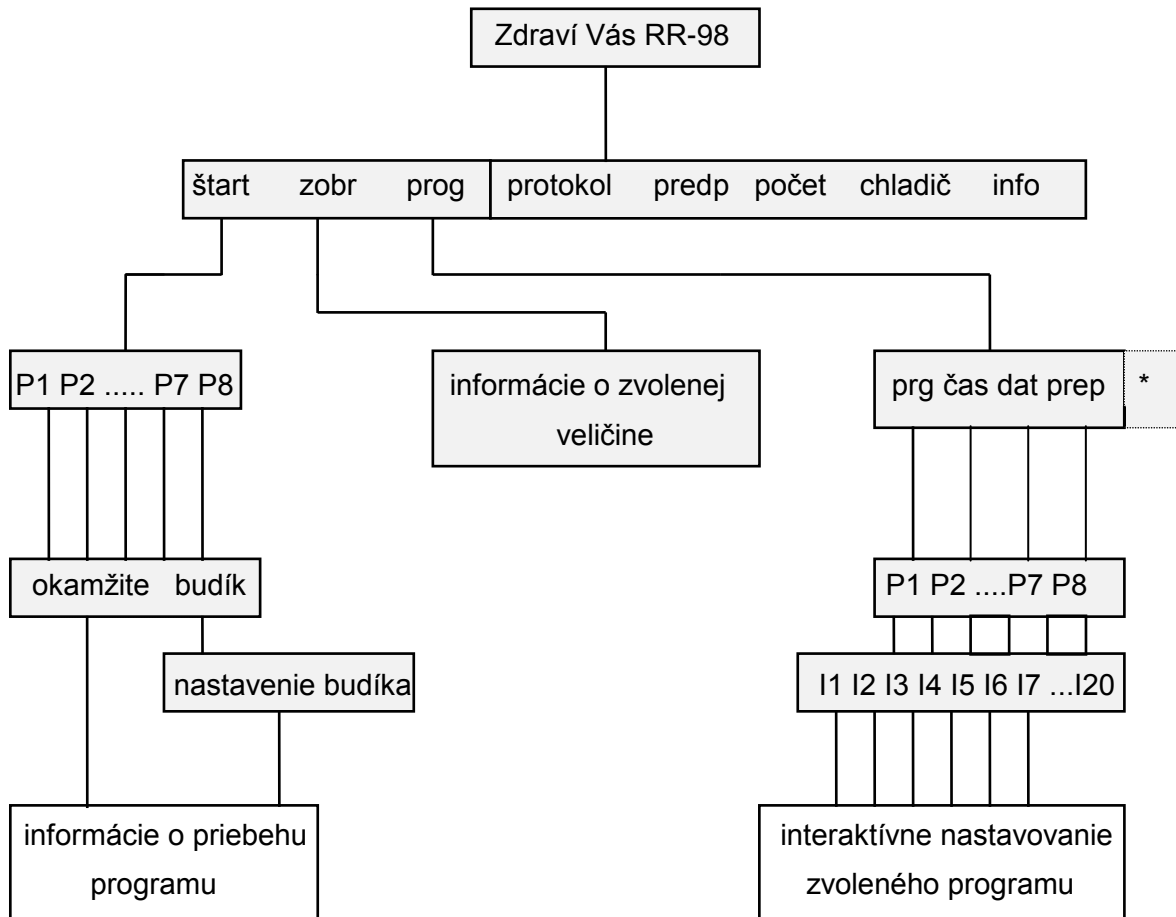 Zdraví Vás RR-98
štart zobr prog protokol predp počet chladič info
P1 P2 ..... P7 P8
informácie o zvolenej
veličine
prg čas dat prep *
okamžite budík
P1 P2 ....P7 P8
nastavenie budíka
I1 I2 I3 I4 I5 I6 I7 ...I20
informácie o priebehu
programu
interaktívne nastavovanie
zvoleného programu